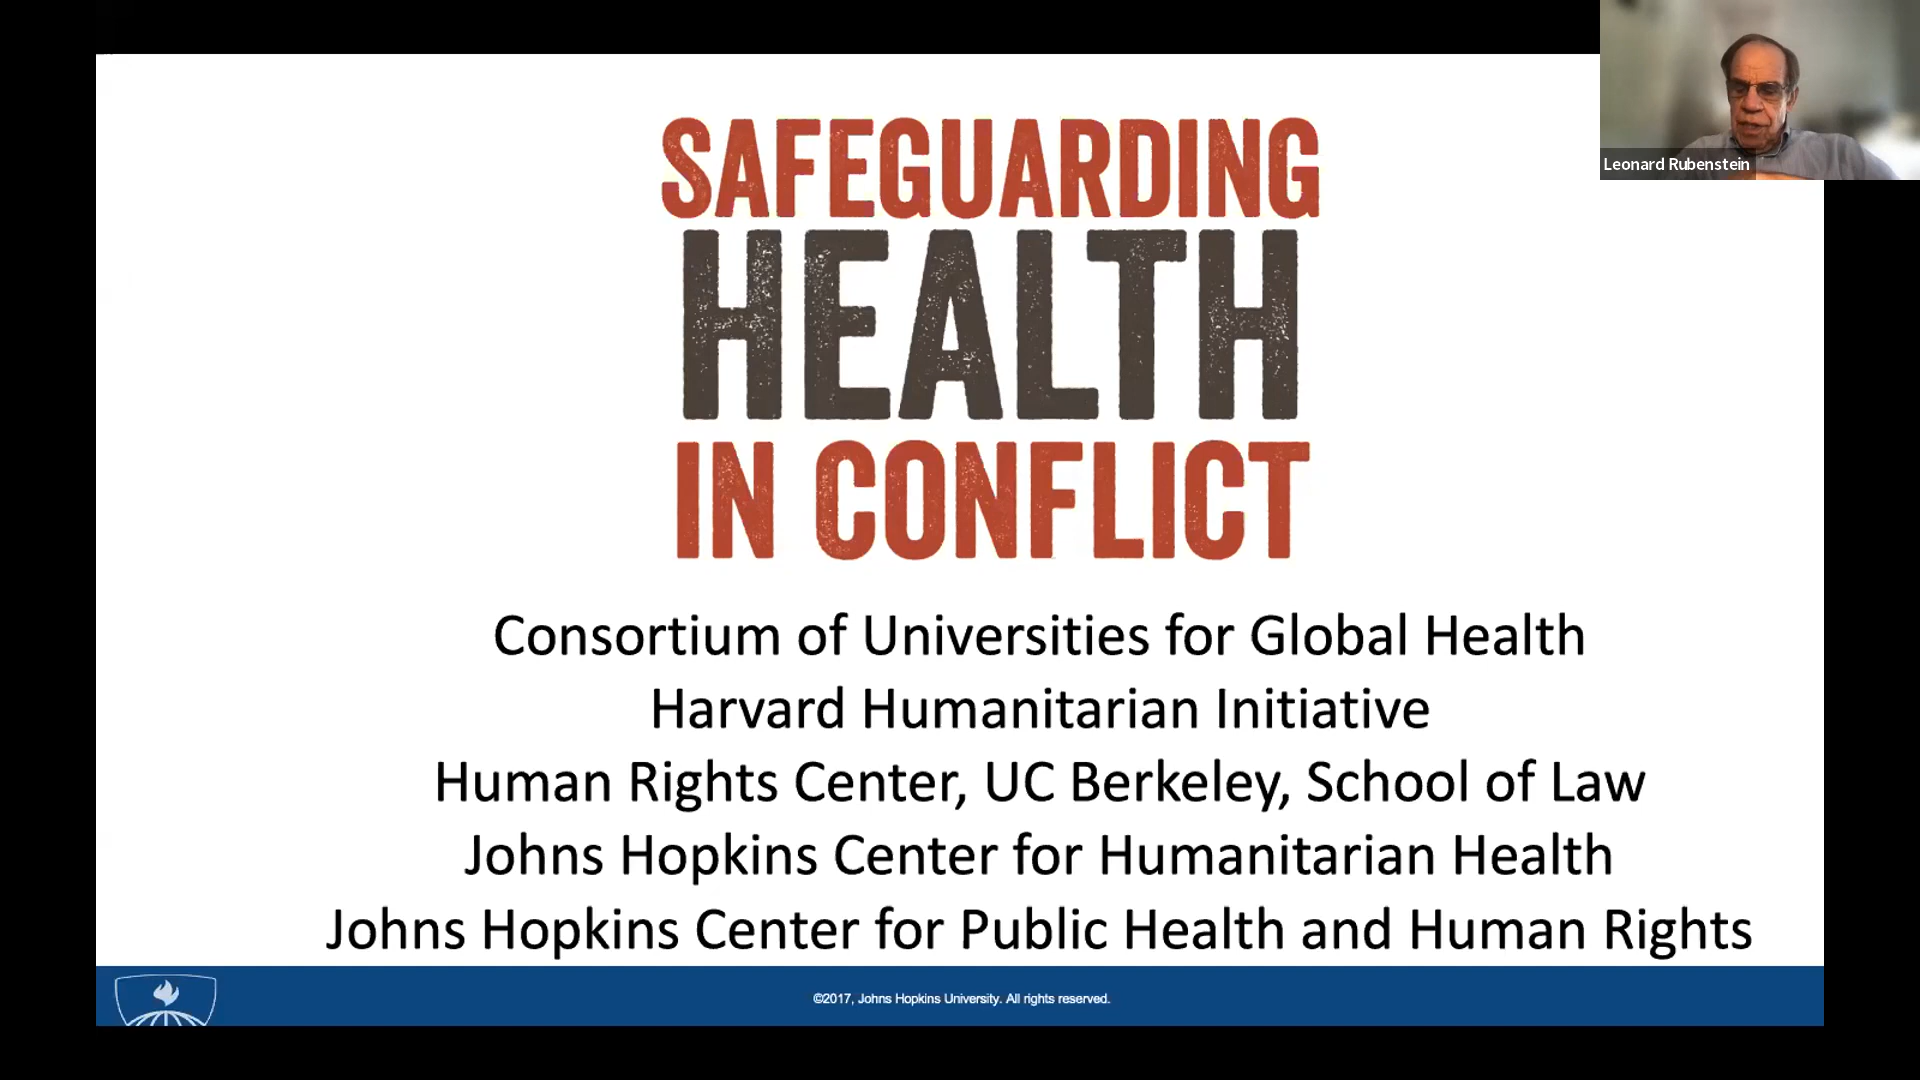 SAFEGUARDING
HEALTH
IN CONFLICT
Leonard Rubenstein
Consortium of Universities for Global Health
Harvard Humanitarian Initiative
Human Rights Center, UC Berkeley, School of Law
Johns Hopkins Center for Humanitarian Health
Johns Hopkins Center for Public Health and Human Rights
©2017, Johns Hopkins University. All rights reserved.